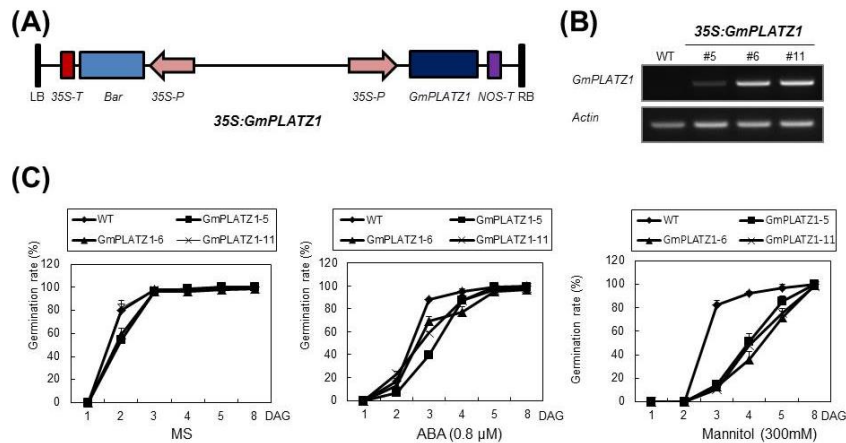 (A)
LB 35S-T Bar 35S-P 35S-P GmPLATZ1 NOS-T RB
35S:GmPLATZ1
(B)
35S:GmPLATZ1
WT #5 #6 #11
GmPLATZ1
Actin
(C)
WT GmPLATZ1-5
GmPLATZ1-6 GmPLATZ1-11
Germination rate (%)
120
100
80
60
40
20
0
1 2 3 4 5 8 DAG
MS
WT GmPLATZ1-5
GmPLATZ1-6 GmPLATZ1-11
Germination rate (%)
120
100
80
60
40
20
0
1 2 3 4 5 8 DAG
ABA (0.8 μM)
WT GmPLATZ1-5
GmPLATZ1-6 GmPLATZ1-11
Germination rate (%)
120
100
80
60
40
20
0
1 2 3 4 5 8 DAG
Mannitol (300mM)